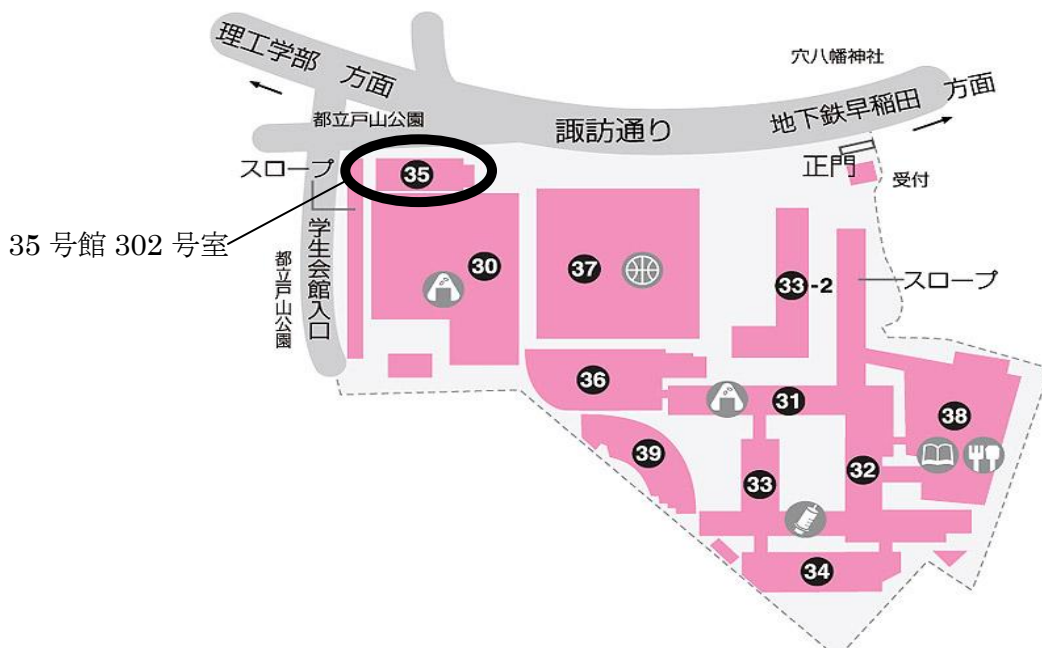 理工学部 方面
穴八幡神社
地下鉄早稲田 方面
都立戸山公園
諏訪通り
スロープ
35
正門
受付
35 号館 302 号室
学生会館入口
都立戸山公園
30
37
33-2
スロープ
36
31
38
39
33
32
34